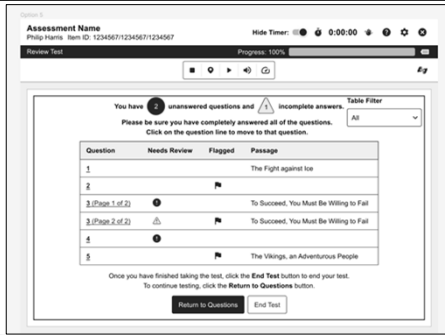 Option 5
Assessment Name
Philip Harris Item ID: 1234567/1234567/1234567
Hide Timer: 0:00:00
Review Test
Progress: 100%
You have 2 unanswered questions and 1 incomplete answers.
Please be sure you have completely answered all of the questions.
Click on the question line to move to that question.
Table Filter
All
Question Needs Review Flagged Passage
1 The Fight against Ice
2
3 (Page 1 of 2) To Succeed, You Must Be Willing to Fail
3 (Page 2 of 2) To Succeed, You Must Be Willing to Fail
4
5 The Vikings, an Adventurous People
Once you have finished taking the test, click the End Test button to end your test.
To continue testing, click the Return to Questions button.
Return to Questions End Test